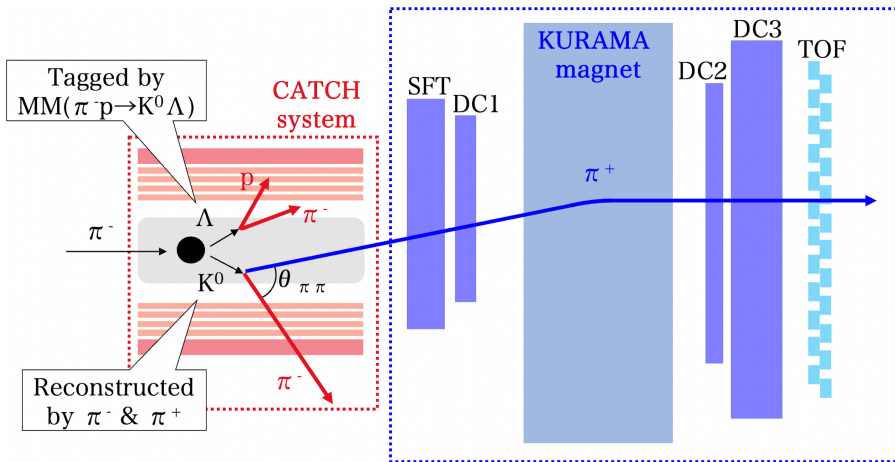 Tagged by
MM(π⁻p→K⁰Λ)
CATCH
system
SFT
DC1
KURAMA
magnet
DC2
DC3
TOF
π⁻
Λ
K⁰
p
π⁻
π⁺
θ ππ
π⁻
Reconstructed
by π⁻ & π⁺